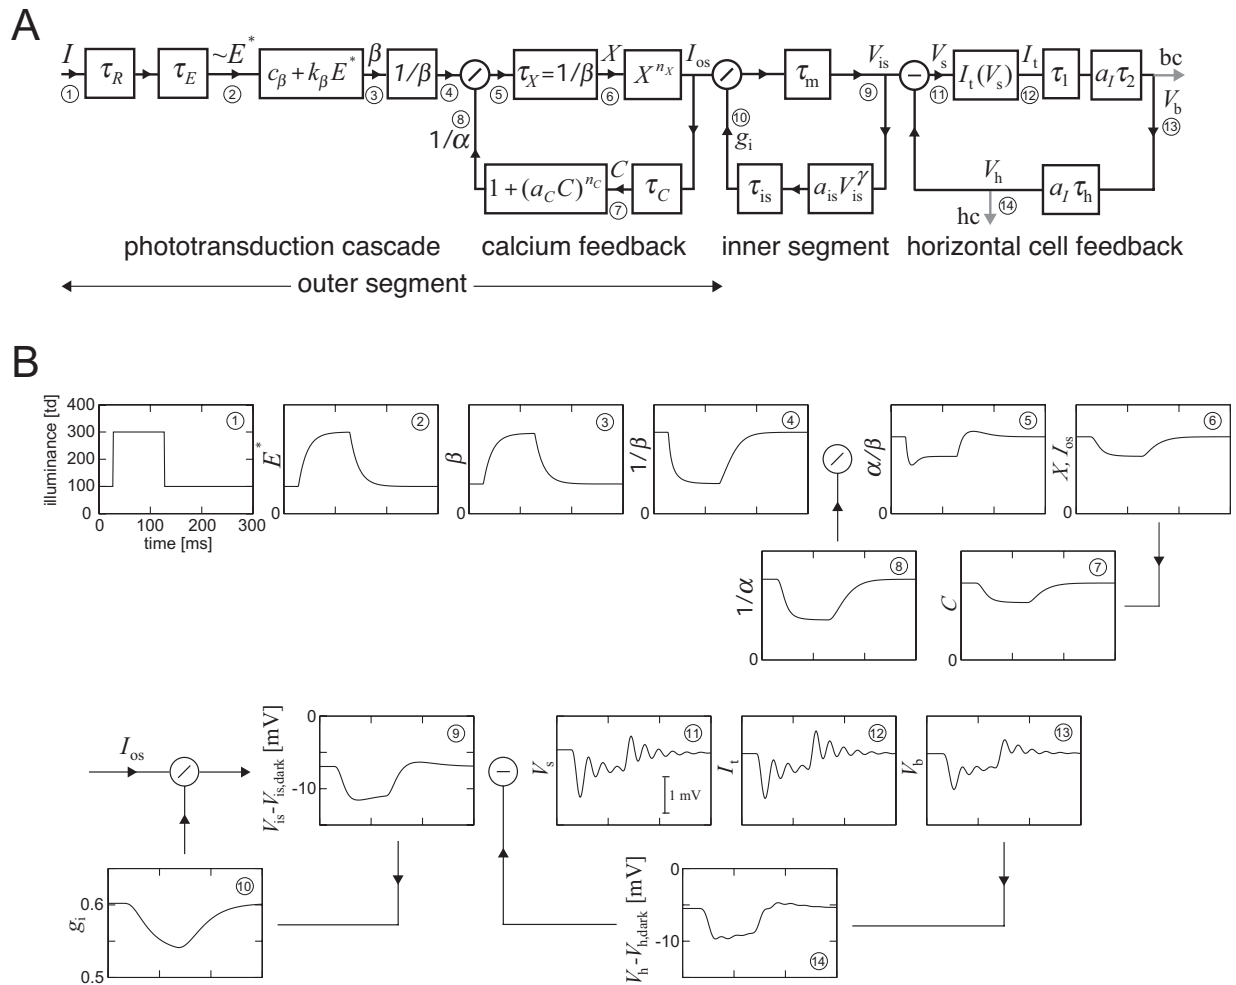 A
I
τR
τE
~E*
cβ + kβE*
β
1/β
τX = 1/β
X
X^nX
Ios
τm
Vis
Vs
It(Vs)
It
τ1
aIτ2
bc
Vb
① ② ③ ④ ⑤ ⑥ ⑨ ⑪ ⑫ ⑬
⑧
1/α
1 + (aCC)^nC
C
⑦
τC
⑩
gi
τis
aisVis^γ
Vh
hc
⑭
aIτh
phototransduction cascade
calcium feedback
inner segment
horizontal cell feedback
outer segment
B
illuminance [td]
400
300
200
100
0
0 100 200 300
time [ms]
①
E*
0
②
β
0
③
1/β
0
④
α/β
0
⑤
X, Ios
0
⑥
1/α
0
⑧
C
0
⑦
Ios
Vis-Vis,dark [mV]
0
-10
⑨
Vs
1 mV
⑪
It
⑫
Vb
⑬
gi
0.6
0.5
⑩
Vh-Vh,dark [mV]
0
-10
⑭